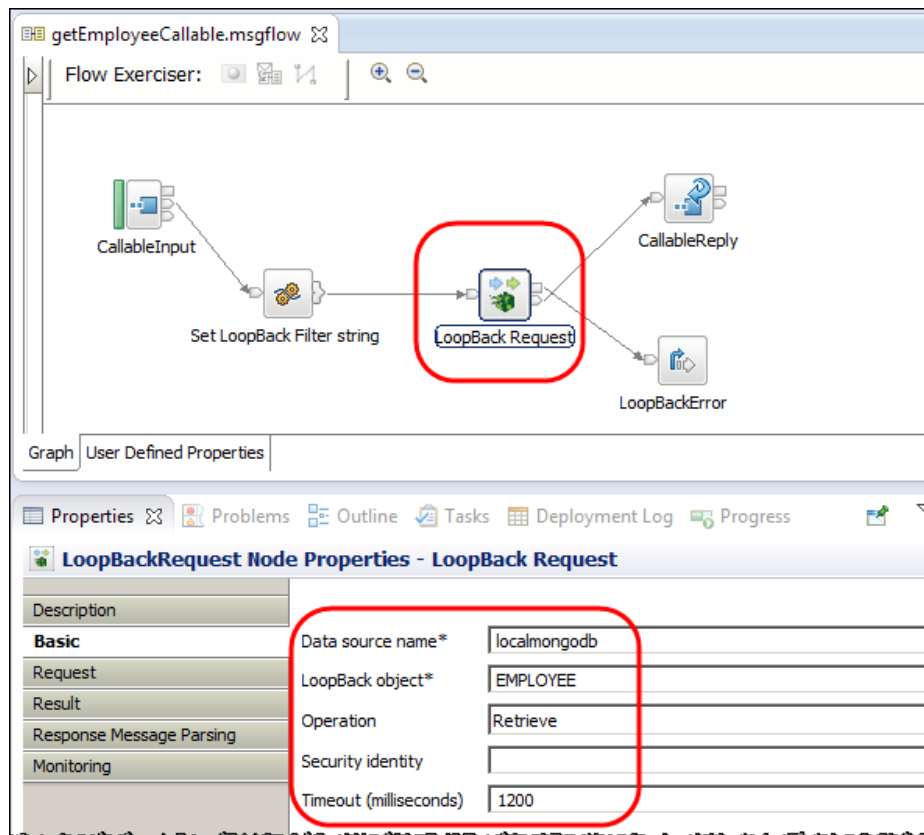 getEmployeeCallable.msgflow
Flow Exerciser:
CallableInput
CallableReply
Set LoopBack Filter string
LoopBack Request
LoopBackError
Graph User Defined Properties
Properties Problems Outline Tasks Deployment Log Progress
LoopBackRequest Node Properties - LoopBack Request
Description
Basic
Data source name* localmongodb
Request
LoopBack object* EMPLOYEE
Result
Operation Retrieve
Response Message Parsing
Security identity
Monitoring
Timeout (milliseconds) 1200